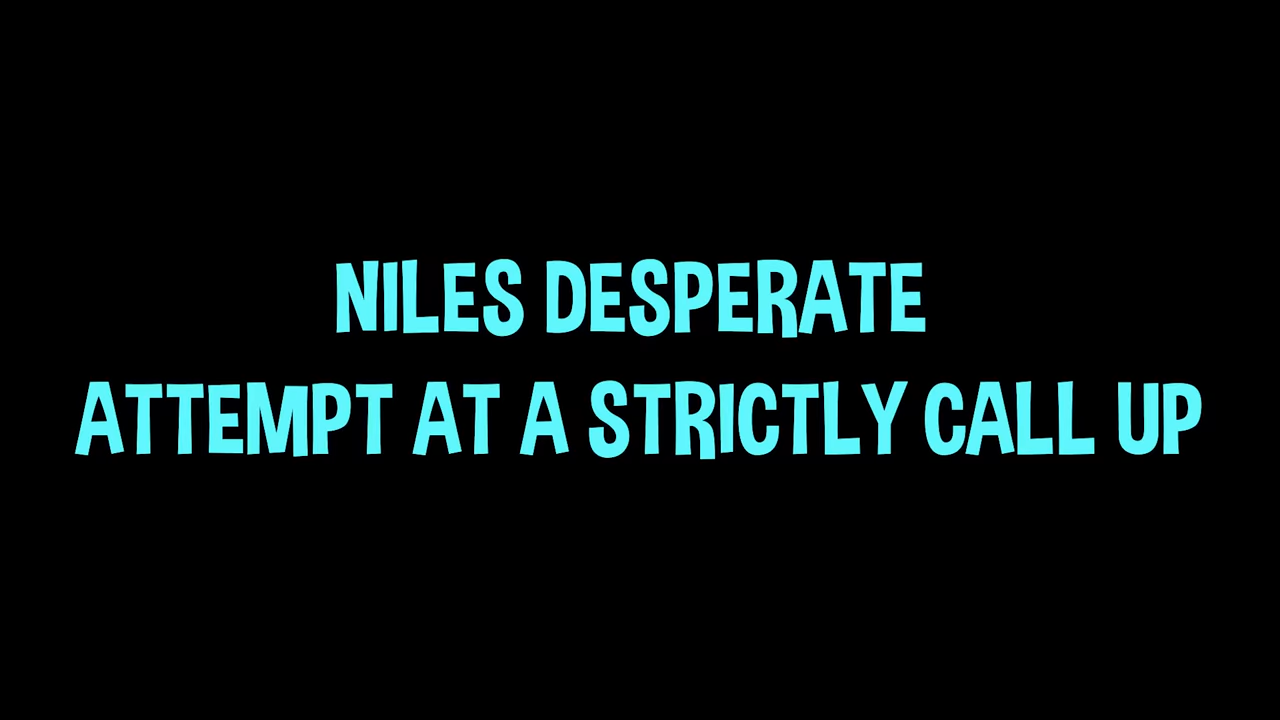 NILES DESPERATE
ATTEMPT AT A STRICTLY CALL UP